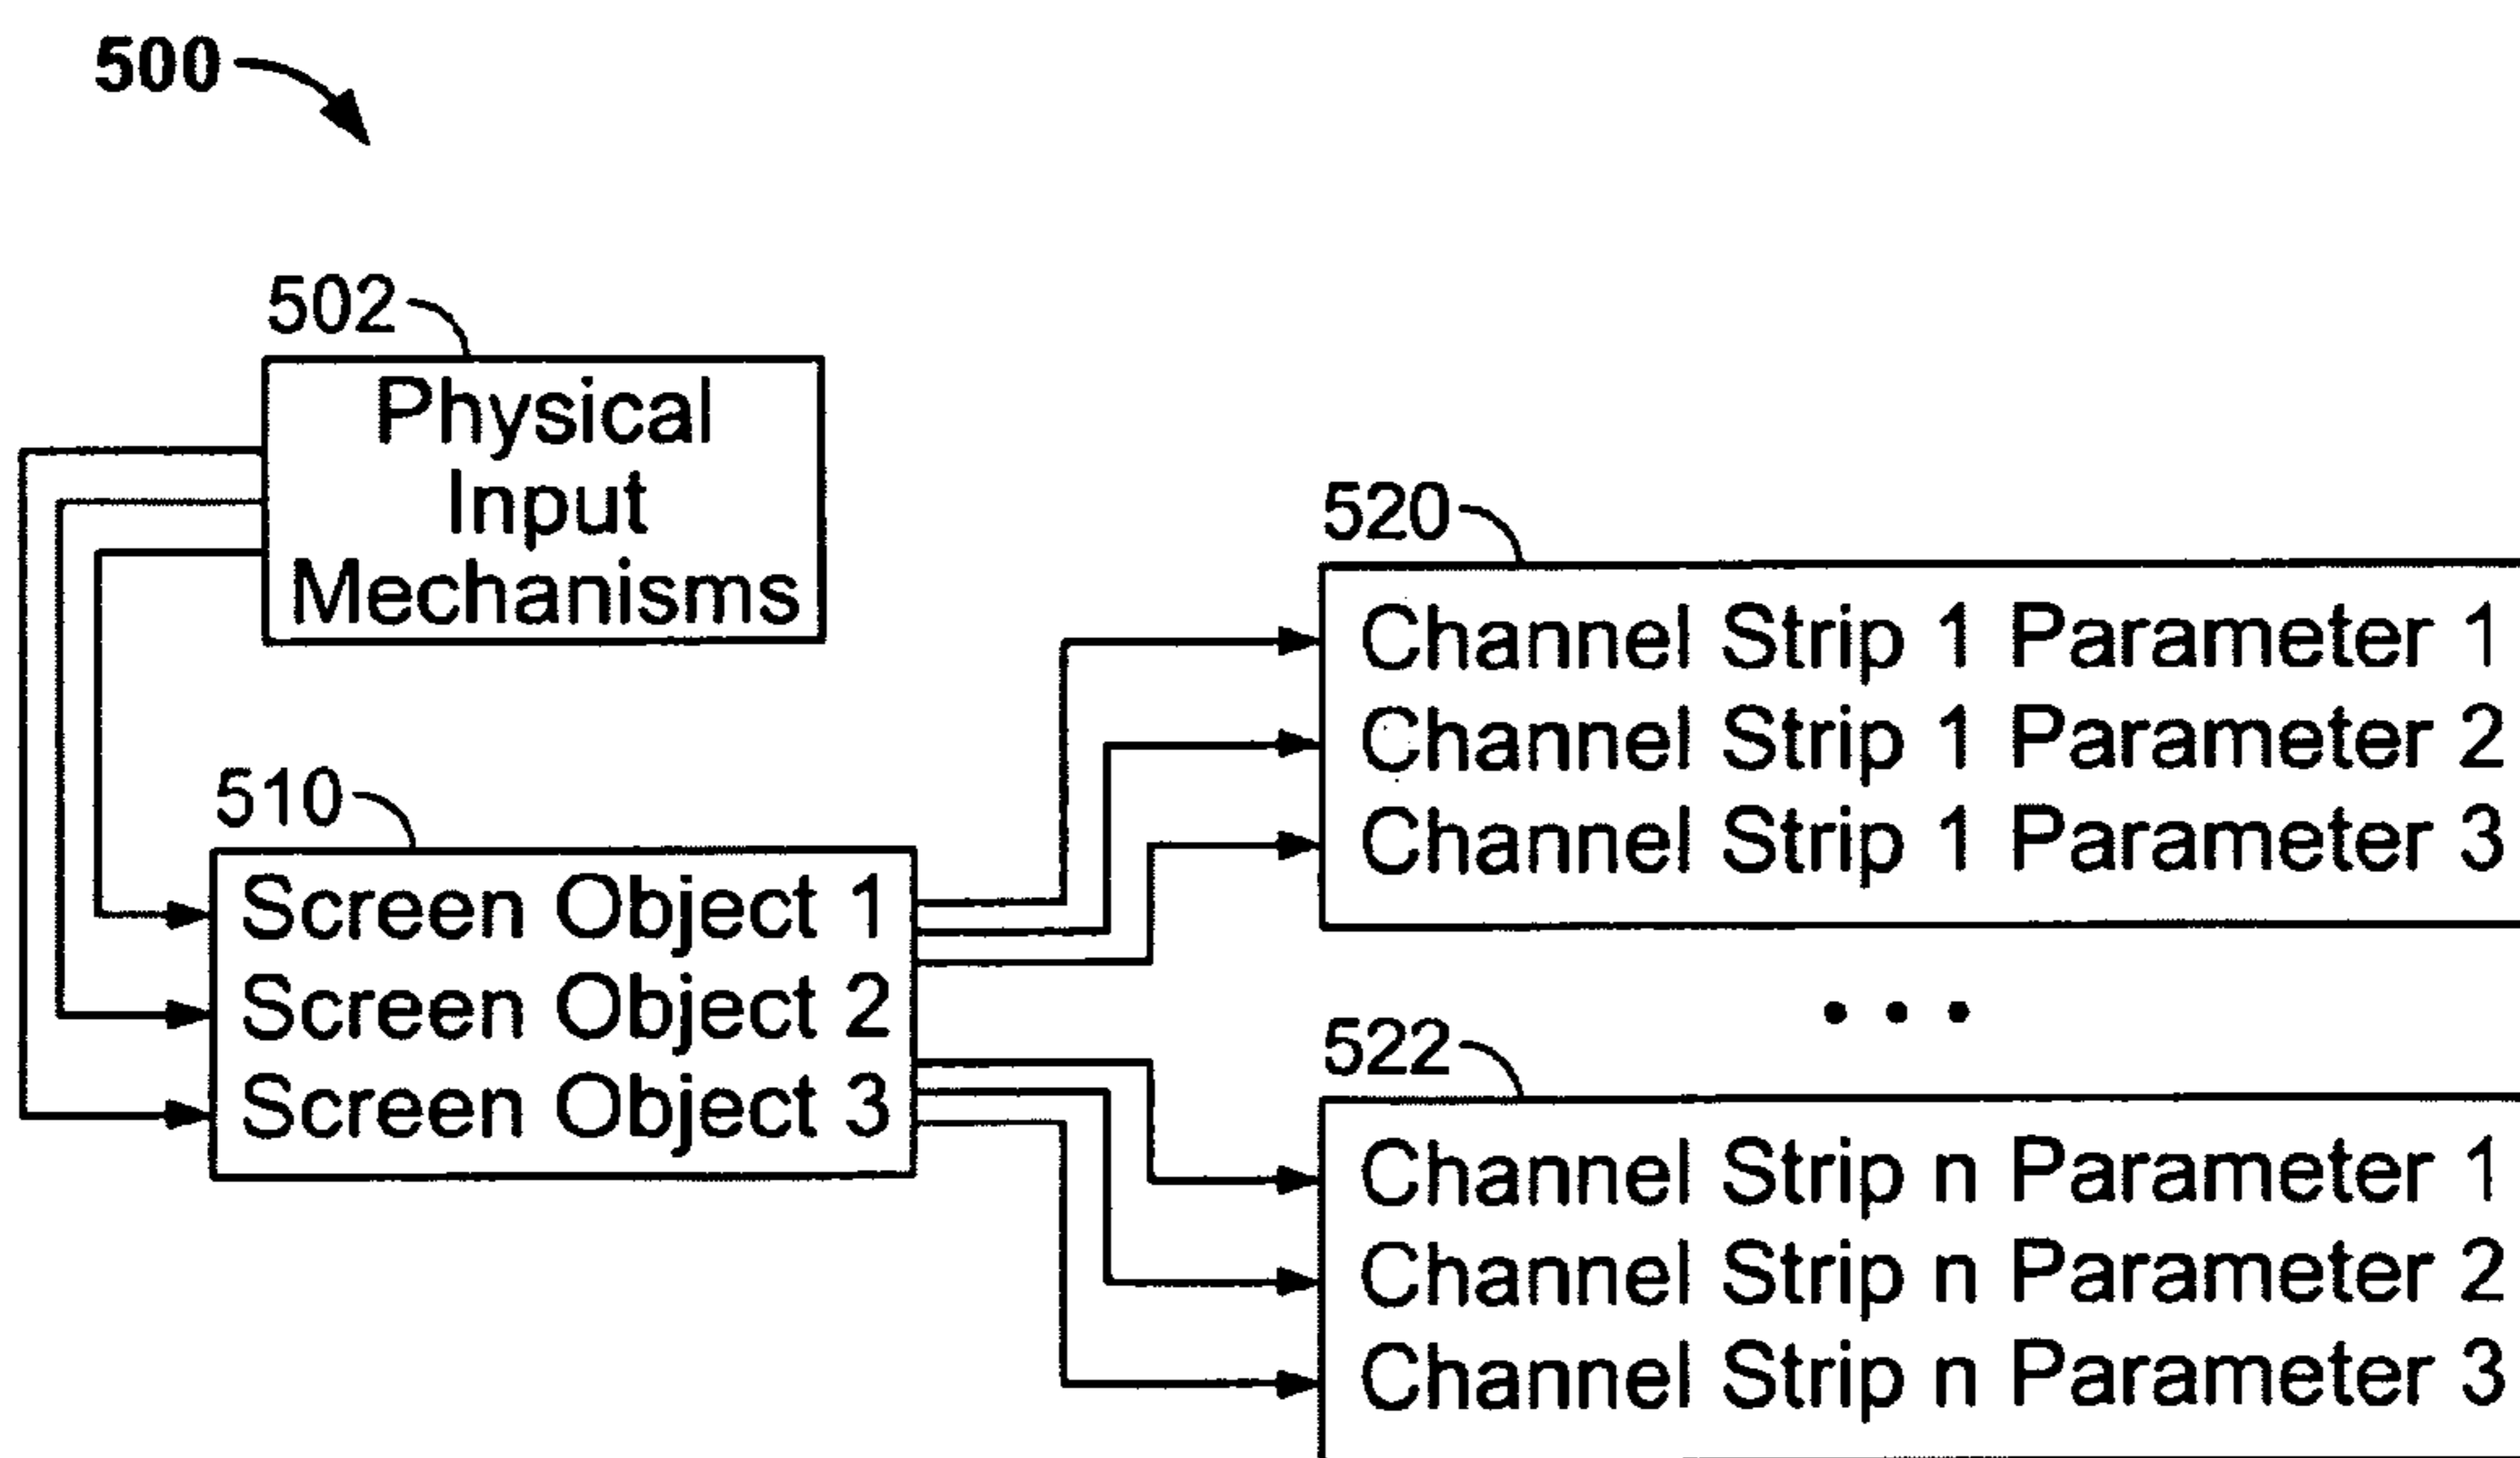 500
502
Physical
Input
Mechanisms
510
Screen Object 1
Screen Object 2
Screen Object 3
520
Channel Strip 1 Parameter 1
Channel Strip 1 Parameter 2
Channel Strip 1 Parameter 3
• • •
522
Channel Strip n Parameter 1
Channel Strip n Parameter 2
Channel Strip n Parameter 3